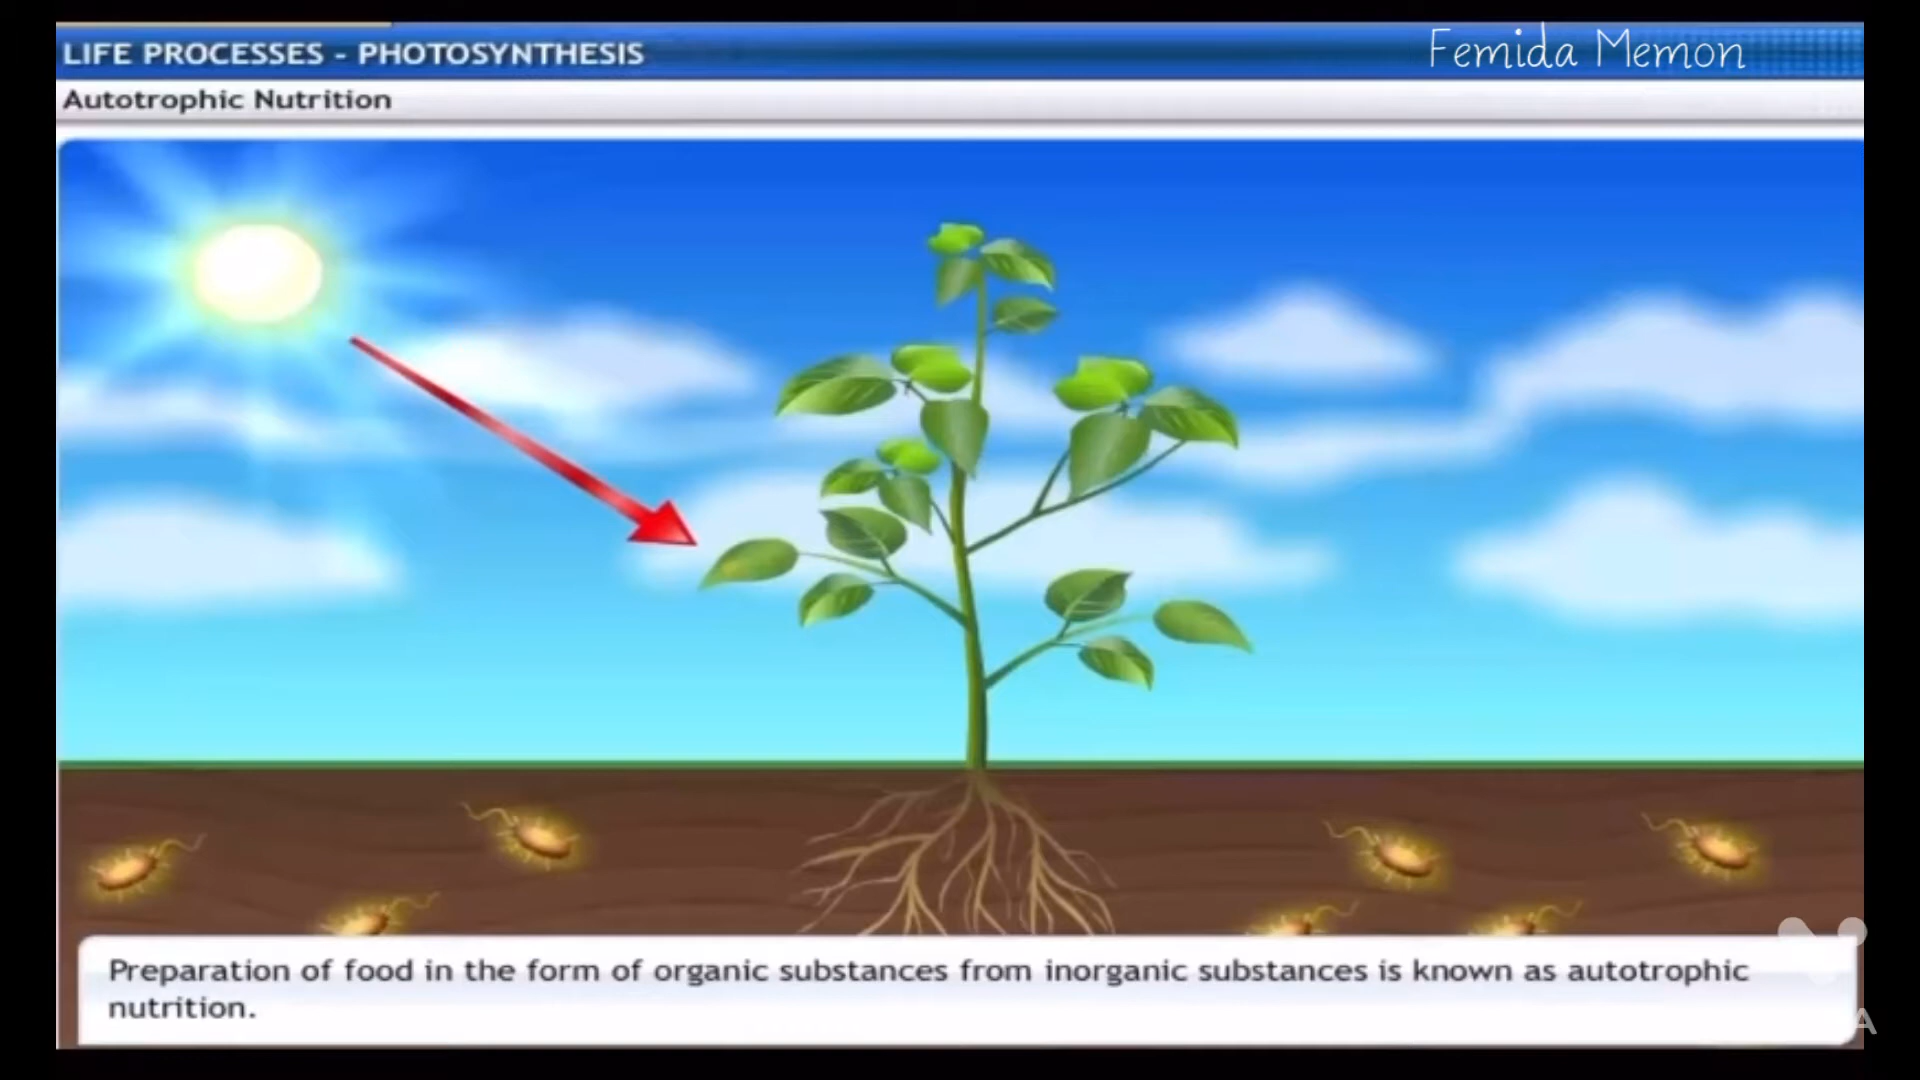 LIFE PROCESSES - PHOTOSYNTHESIS
Femida Memon
Autotrophic Nutrition
Preparation of food in the form of organic substances from inorganic substances is known as autotrophic
nutrition.
A